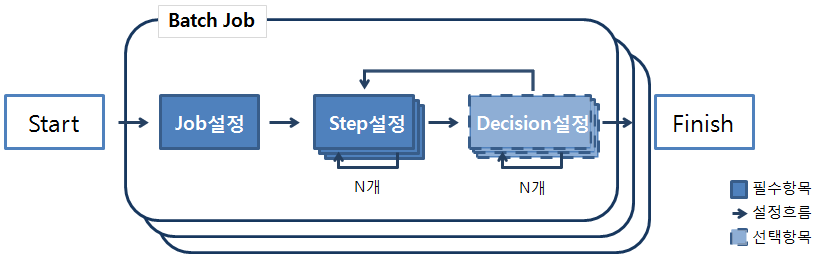 Batch Job
Start
Job설정
Step설정
Decision설정
Finish
N개
N개
필수항목
설정흐름
선택항목